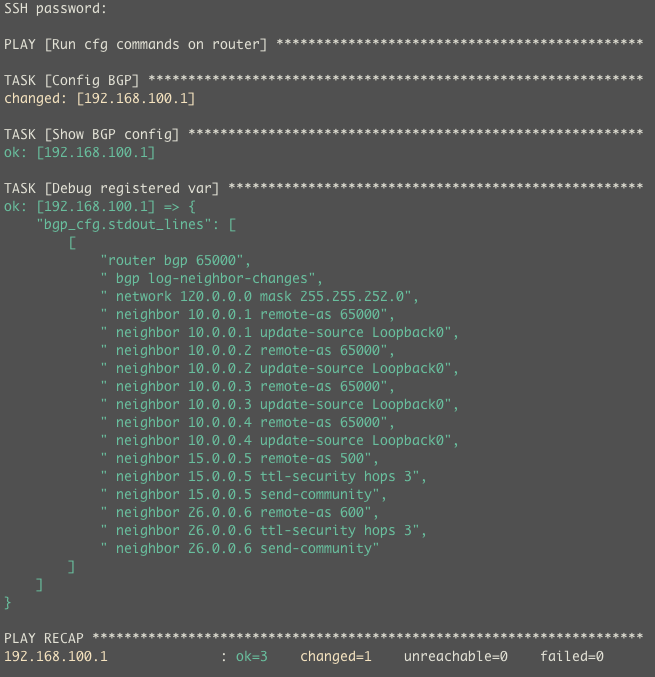 SSH password:
PLAY [Run cfg commands on router] **********************************************
TASK [Config BGP] **************************************************************
changed: [192.168.100.1]
TASK [Show BGP config] *********************************************************
ok: [192.168.100.1]
TASK [Debug registered var] ****************************************************
ok: [192.168.100.1] => {
    "bgp_cfg.stdout_lines": [
        [
            "router bgp 65000",
            " bgp log-neighbor-changes",
            " network 120.0.0.0 mask 255.255.252.0",
            " neighbor 10.0.0.1 remote-as 65000",
            " neighbor 10.0.0.1 update-source Loopback0",
            " neighbor 10.0.0.2 remote-as 65000",
            " neighbor 10.0.0.2 update-source Loopback0",
            " neighbor 10.0.0.3 remote-as 65000",
            " neighbor 10.0.0.3 update-source Loopback0",
            " neighbor 10.0.0.4 remote-as 65000",
            " neighbor 10.0.0.4 update-source Loopback0",
            " neighbor 15.0.0.5 remote-as 500",
            " neighbor 15.0.0.5 ttl-security hops 3",
            " neighbor 15.0.0.5 send-community",
            " neighbor 26.0.0.6 remote-as 600",
            " neighbor 26.0.0.6 ttl-security hops 3",
            " neighbor 26.0.0.6 send-community"
        ]
    ]
}
PLAY RECAP *********************************************************************
192.168.100.1              : ok=3    changed=1    unreachable=0    failed=0